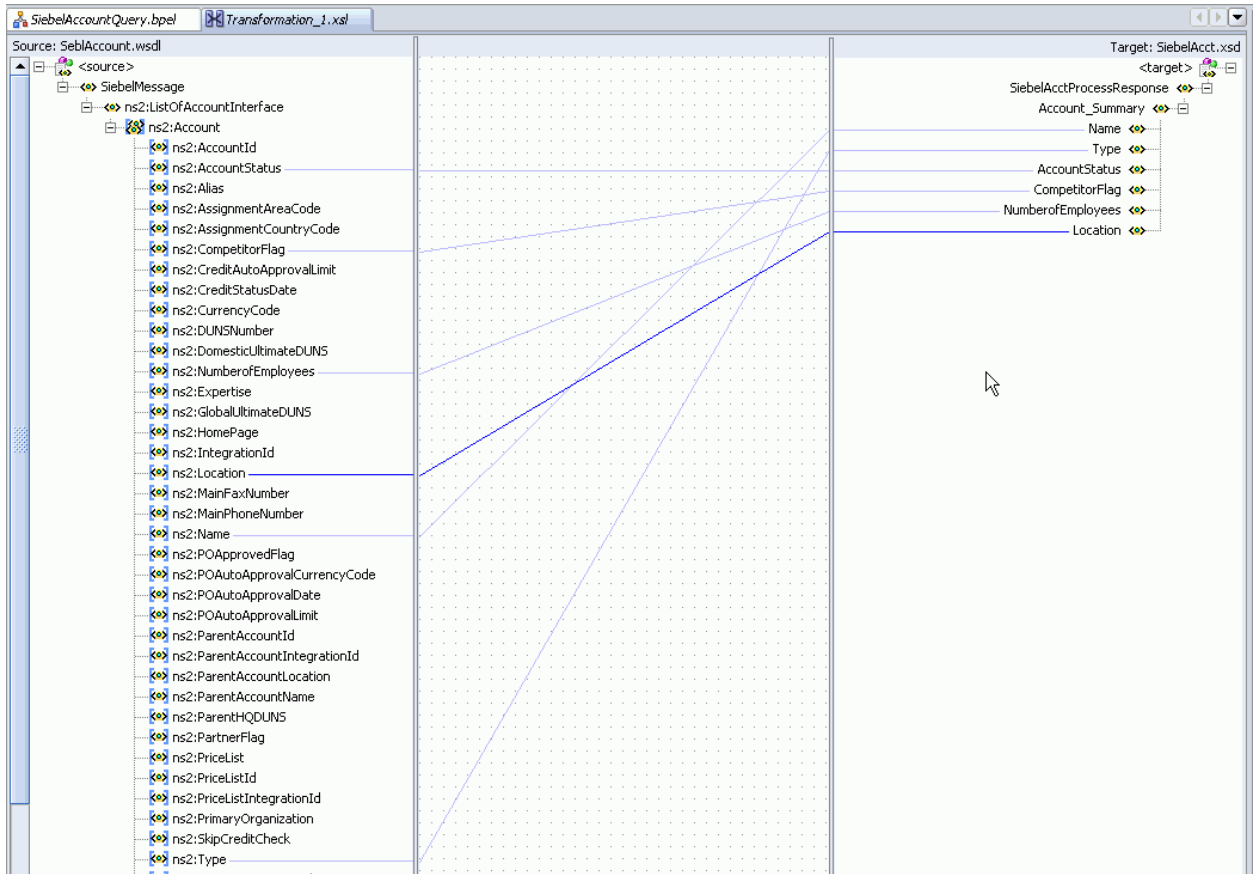 SiebelAccountQuery.bpel Transformation_1.xsl
Source: SeblAccount.wsdl
Target: SiebelAcct.xsd
<source>
SiebelMessage
ns2:ListOfAccountInterface
ns2:Account
ns2:AccountId
ns2:AccountStatus
ns2:Alias
ns2:AssignmentAreaCode
ns2:AssignmentCountryCode
ns2:CompetitorFlag
ns2:CreditAutoApprovalLimit
ns2:CreditStatusDate
ns2:CurrencyCode
ns2:DUNSNumber
ns2:DomesticUltimateDUNS
ns2:NumberofEmployees
ns2:Expertise
ns2:GlobalUltimateDUNS
ns2:HomePage
ns2:IntegrationId
ns2:Location
ns2:MainFaxNumber
ns2:MainPhoneNumber
ns2:Name
ns2:POApprovedFlag
ns2:POAutoApprovalCurrencyCode
ns2:POAutoApprovalDate
ns2:POAutoApprovalLimit
ns2:ParentAccountId
ns2:ParentAccountIntegrationId
ns2:ParentAccountLocation
ns2:ParentAccountName
ns2:ParentHQDUNS
ns2:PartnerFlag
ns2:PriceList
ns2:PriceListId
ns2:PriceListIntegrationId
ns2:PrimaryOrganization
ns2:SkipCreditCheck
ns2:Type
<target>
SiebelAcctProcessResponse
Account_Summary
Name
Type
AccountStatus
CompetitorFlag
NumberofEmployees
Location